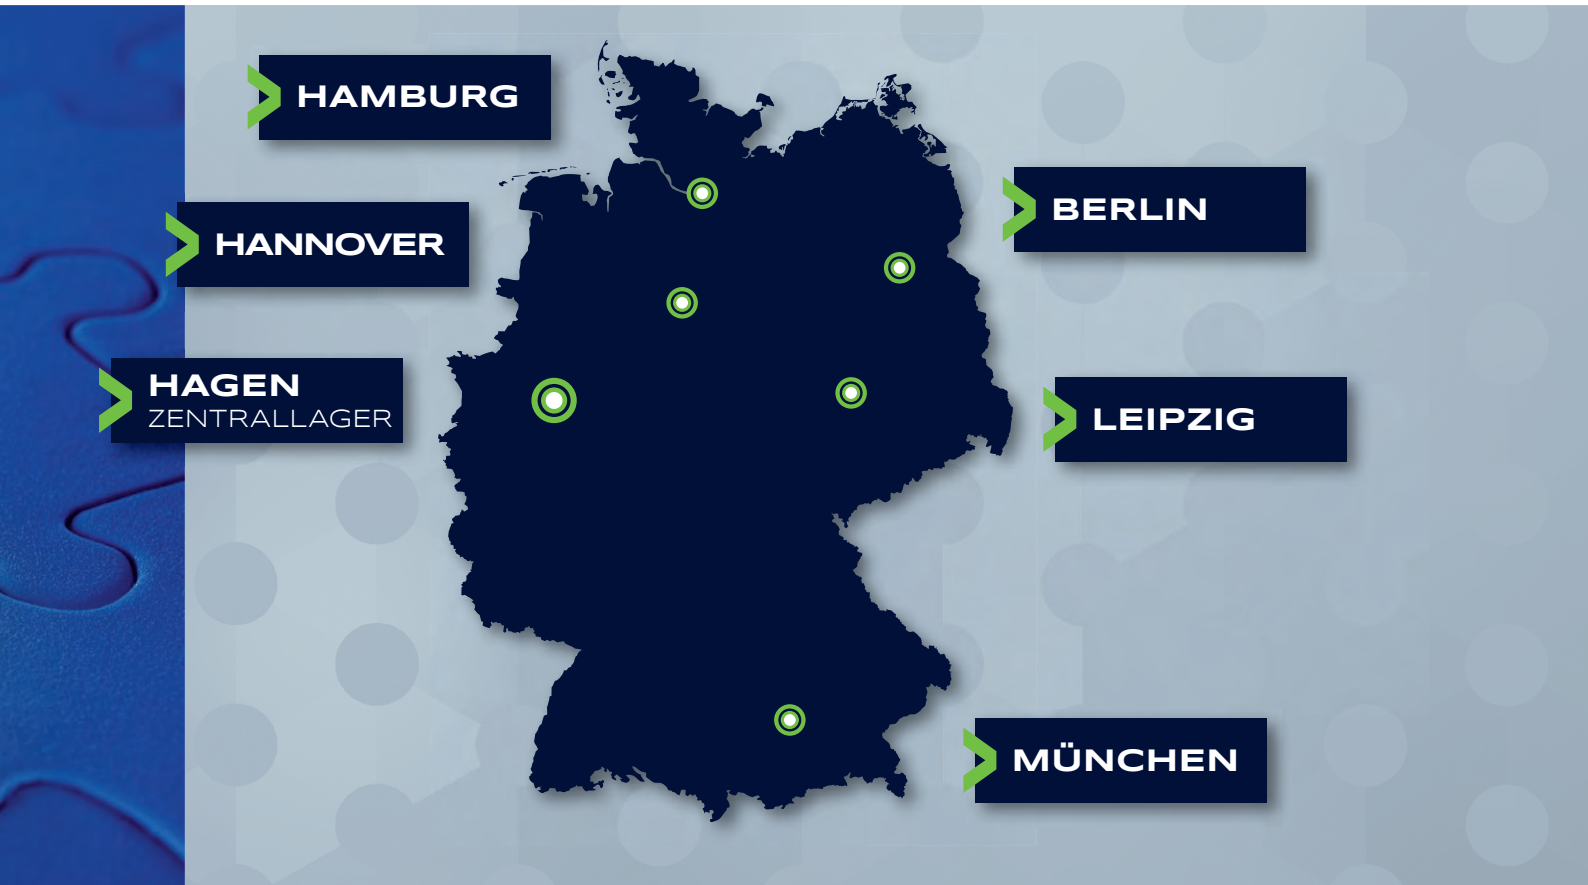 HAMBURG
HANNOVER
HAGEN
ZENTRALLAGER
BERLIN
LEIPZIG
MÜNCHEN